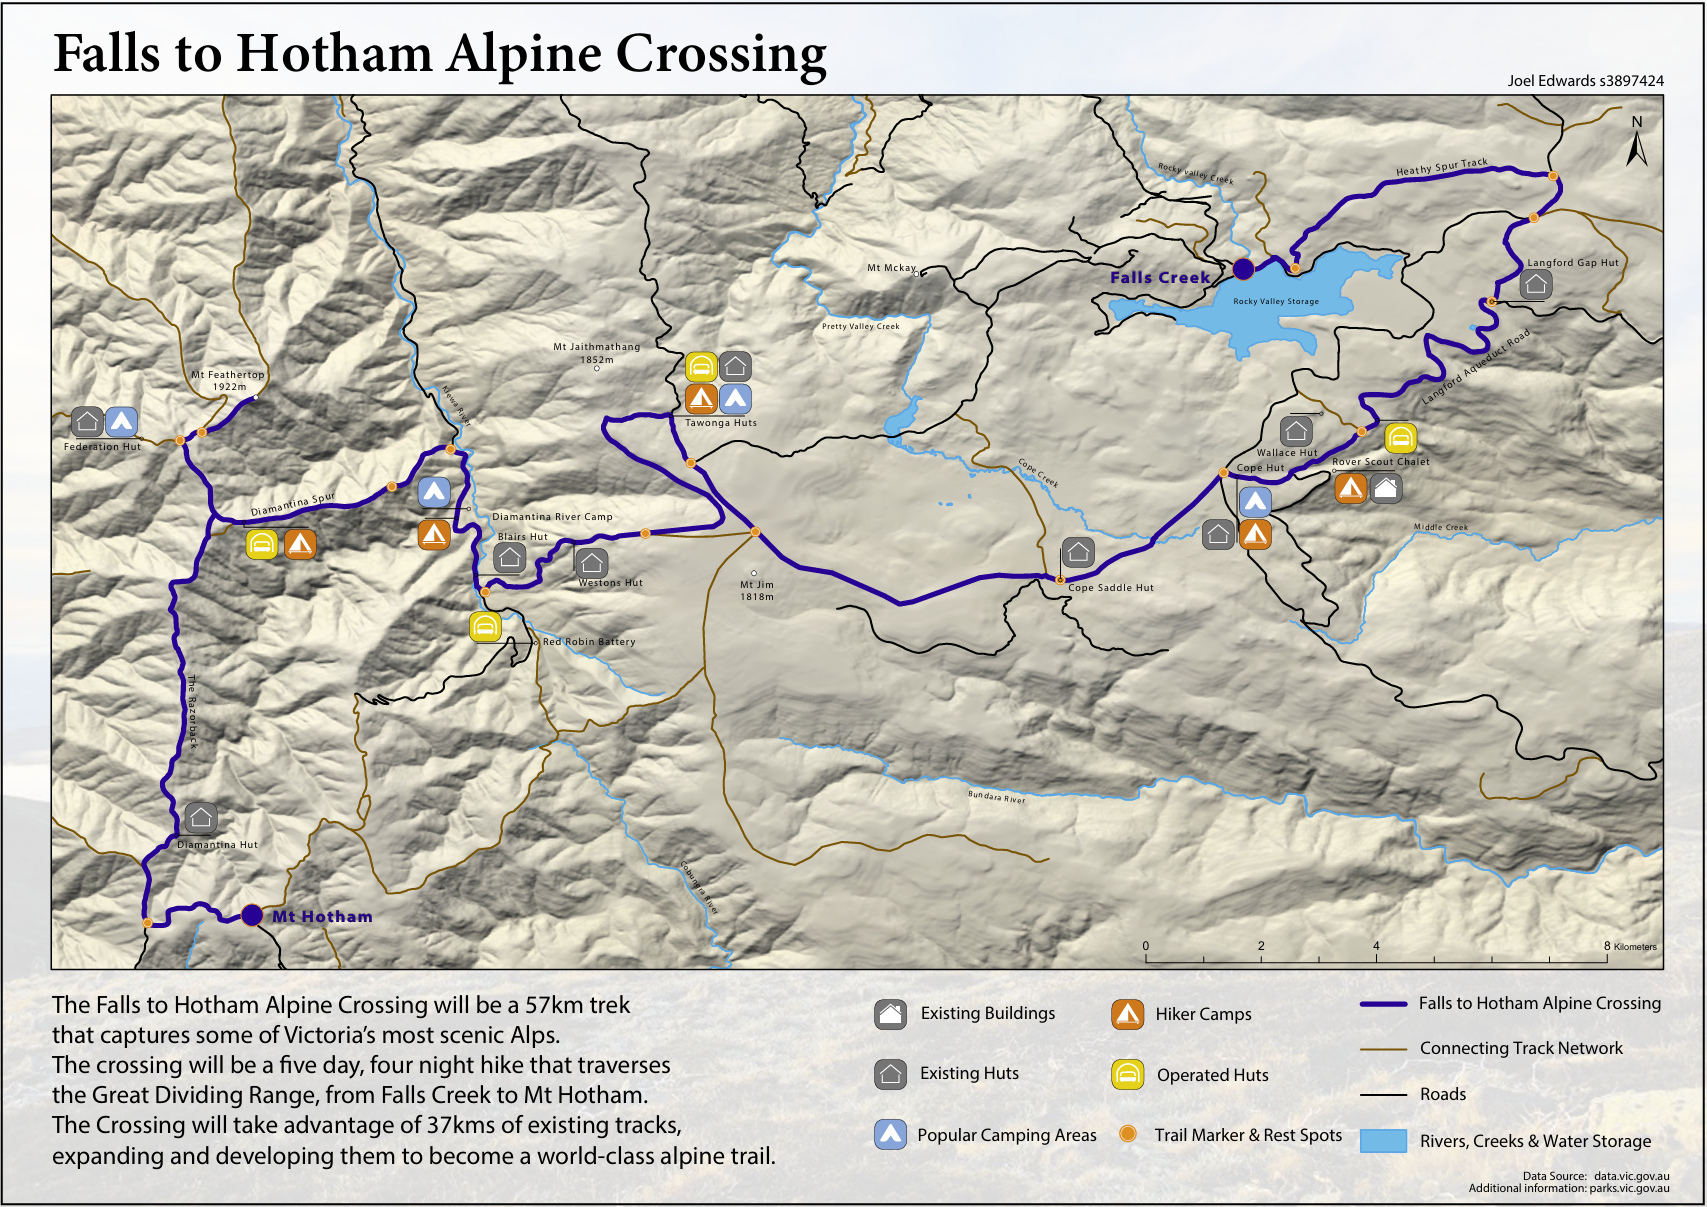 Falls to Hotham Alpine Crossing
Joel Edwards s3897424
N
Rocky valley Creek
Heathy Spur Track
Langford Gap Hut
Mt Mckay
Falls Creek
Rocky Valley Storage
Pretty Valley Creek
Mt Jaithmathang
1852m
Langford Aqueduct Road
Mt Feathertop
1922m
Kiewa River
Tawonga Huts
Federation Hut
Wallace Hut
Rover Scout Chalet
Cope Hut
Cope Creek
Diamantina Spur
Diamantina River Camp
Blairs Hut
Middle Creek
Westons Hut
Mt Jim
1818m
Cope Saddle Hut
Red Robin Battery
The Razorback
Bundara River
Diamantina Hut
Cobungra River
Mt Hotham
0 2 4 8 Kilometers
The Falls to Hotham Alpine Crossing will be a 57km trek
that captures some of Victoria's most scenic Alps.
The crossing will be a five day, four night hike that traverses
the Great Dividing Range, from Falls Creek to Mt Hotham.
The Crossing will take advantage of 37kms of existing tracks,
expanding and developing them to become a world-class alpine trail.
Existing Buildings
Existing Huts
Popular Camping Areas
Hiker Camps
Operated Huts
Trail Marker & Rest Spots
Falls to Hotham Alpine Crossing
Connecting Track Network
Roads
Rivers, Creeks & Water Storage
Data Source: data.vic.gov.au
Additional information: parks.vic.gov.au